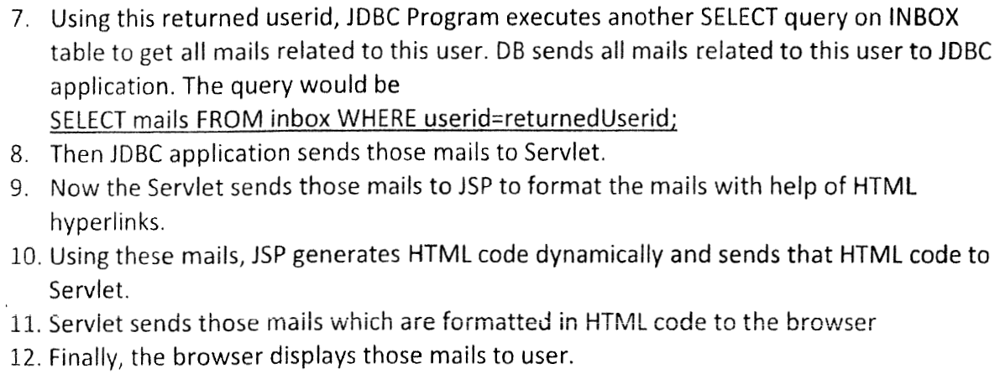 7. Using this returned userid, JDBC Program executes another SELECT query on INBOX
table to get all mails related to this user. DB sends all mails related to this user to JDBC
application. The query would be
SELECT mails FROM inbox WHERE userid=returnedUserid;
8. Then JDBC application sends those mails to Servlet.
9. Now the Servlet sends those mails to JSP to format the mails with help of HTML
hyperlinks.
10. Using these mails, JSP generates HTML code dynamically and sends that HTML code to
Servlet.
11. Servlet sends those mails which are formatted in HTML code to the browser
12. Finally, the browser displays those mails to user.